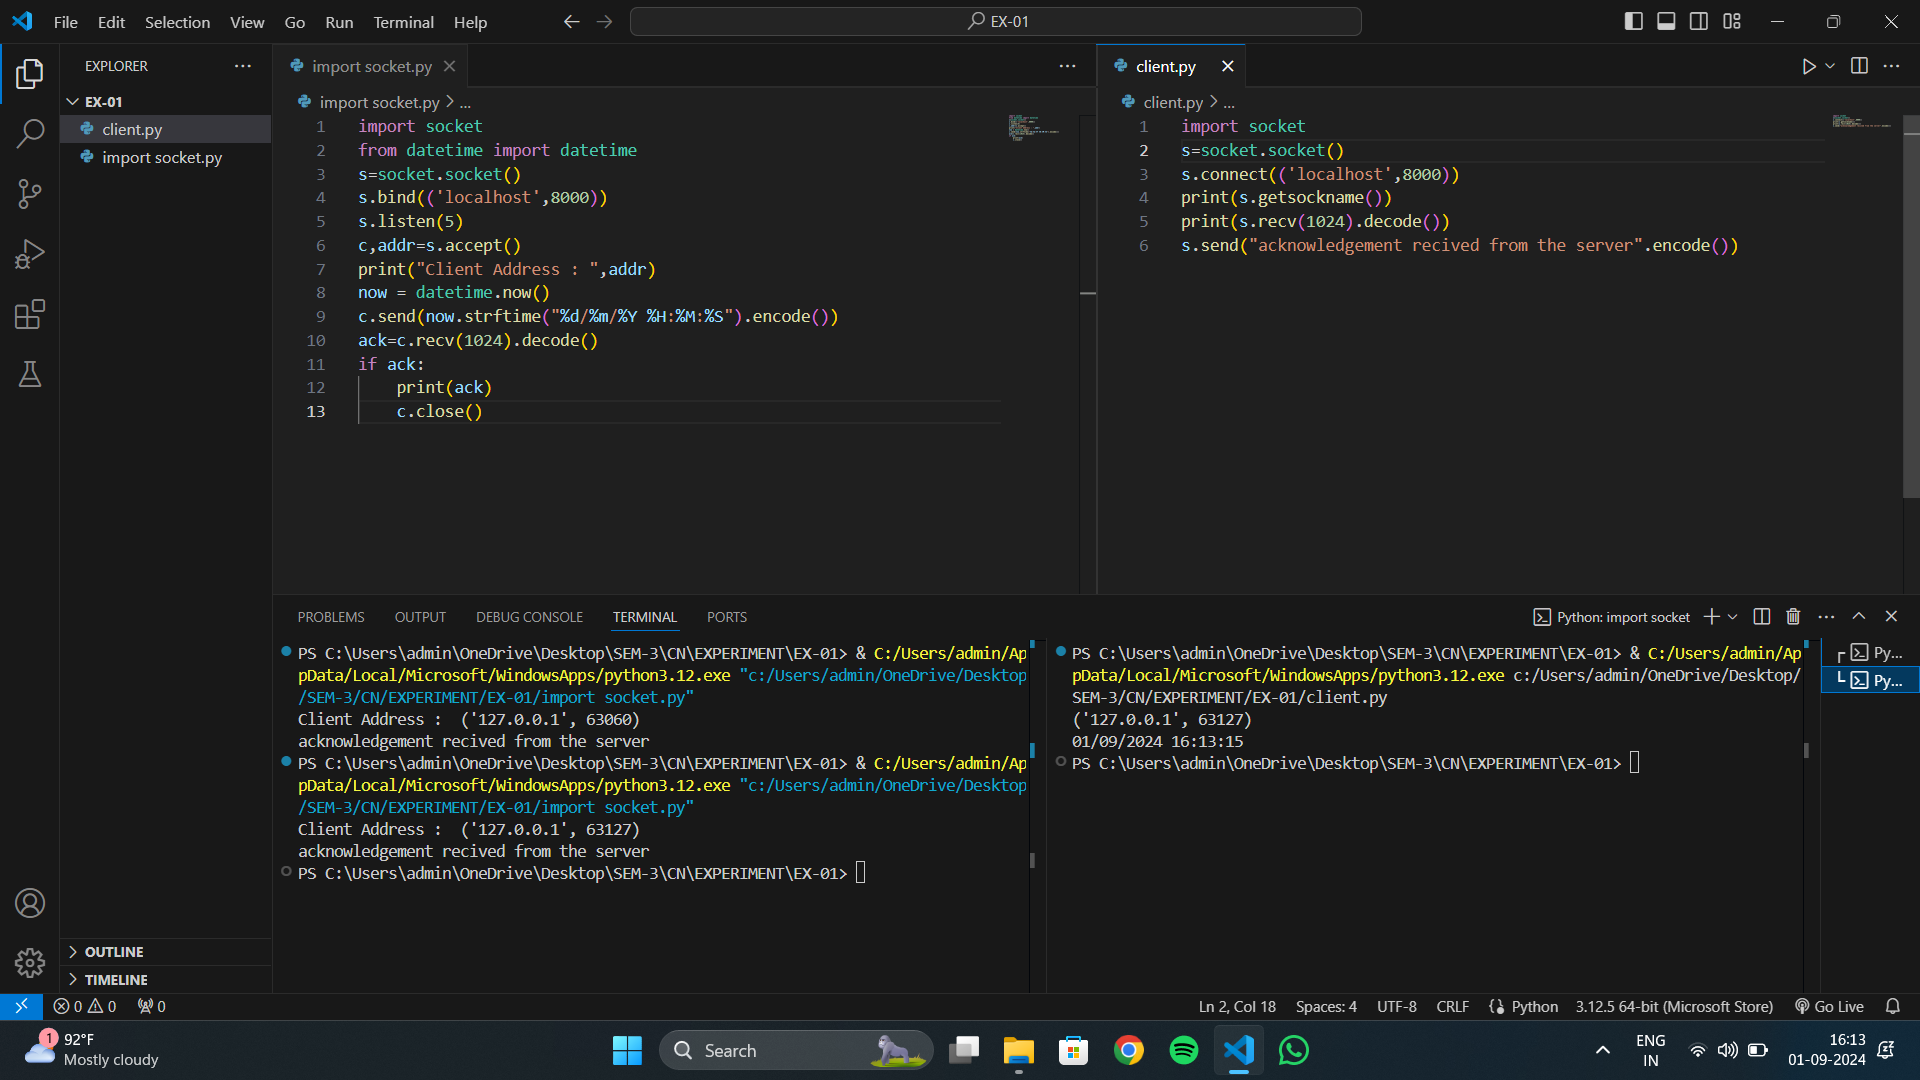 File Edit Selection View Go Run Terminal Help
EX-01
EXPLORER
EX-01
client.py
import socket.py
OUTLINE
TIMELINE
import socket.py
import socket.py > ...
1 import socket
2 from datetime import datetime
3 s=socket.socket()
4 s.bind(('localhost',8000))
5 s.listen(5)
6 c,addr=s.accept()
7 print("Client Address : ",addr)
8 now = datetime.now()
9 c.send(now.strftime("%d/%m/%Y %H:%M:%S").encode())
10 ack=c.recv(1024).decode()
11 if ack:
12     print(ack)
13     c.close()
client.py
client.py > ...
1 import socket
2 s=socket.socket()
3 s.connect(('localhost',8000))
4 print(s.getsockname())
5 print(s.recv(1024).decode())
6 s.send("acknowledgement recived from the server".encode())
PROBLEMS OUTPUT DEBUG CONSOLE TERMINAL PORTS
Python: import socket
PS C:\Users\admin\OneDrive\Desktop\SEM-3\CN\EXPERIMENT\EX-01> & C:/Users/admin/Ap
pData/Local/Microsoft/WindowsApps/python3.12.exe "c:/Users/admin/OneDrive/Desktop
/SEM-3/CN/EXPERIMENT/EX-01/import socket.py"
Client Address :  ('127.0.0.1', 63060)
acknowledgement recived from the server
PS C:\Users\admin\OneDrive\Desktop\SEM-3\CN\EXPERIMENT\EX-01> & C:/Users/admin/Ap
pData/Local/Microsoft/WindowsApps/python3.12.exe "c:/Users/admin/OneDrive/Desktop
/SEM-3/CN/EXPERIMENT/EX-01/import socket.py"
Client Address :  ('127.0.0.1', 63127)
acknowledgement recived from the server
PS C:\Users\admin\OneDrive\Desktop\SEM-3\CN\EXPERIMENT\EX-01>
PS C:\Users\admin\OneDrive\Desktop\SEM-3\CN\EXPERIMENT\EX-01> & C:/Users/admin/Ap
pData/Local/Microsoft/WindowsApps/python3.12.exe c:/Users/admin/OneDrive/Desktop/
SEM-3/CN/EXPERIMENT/EX-01/client.py
('127.0.0.1', 63127)
01/09/2024 16:13:15
PS C:\Users\admin\OneDrive\Desktop\SEM-3\CN\EXPERIMENT\EX-01>
Py...
Py...
0 0 0
Ln 2, Col 18 Spaces: 4 UTF-8 CRLF Python 3.12.5 64-bit (Microsoft Store) Go Live
1
92°F
Mostly cloudy
Search
ENG
IN
16:13
01-09-2024